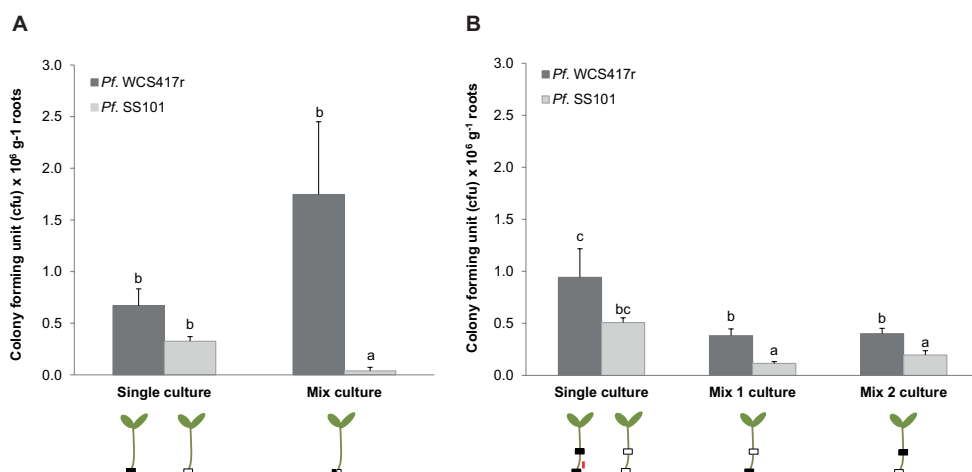 A
B
3.0
2.5
2.0
1.5
1.0
0.5
0.0
Colony forming unit (cfu) x 10⁶ g-1 roots
Pf. WCS417r
Pf. SS101
b
b
b
a
Single culture
Mix culture
3.0
2.5
2.0
1.5
1.0
0.5
0.0
Colony forming unit (cfu) x 10⁶ g⁻¹ roots
Pf. WCS417r
Pf. SS101
c
bc
b
a
b
a
Single culture
Mix 1 culture
Mix 2 culture